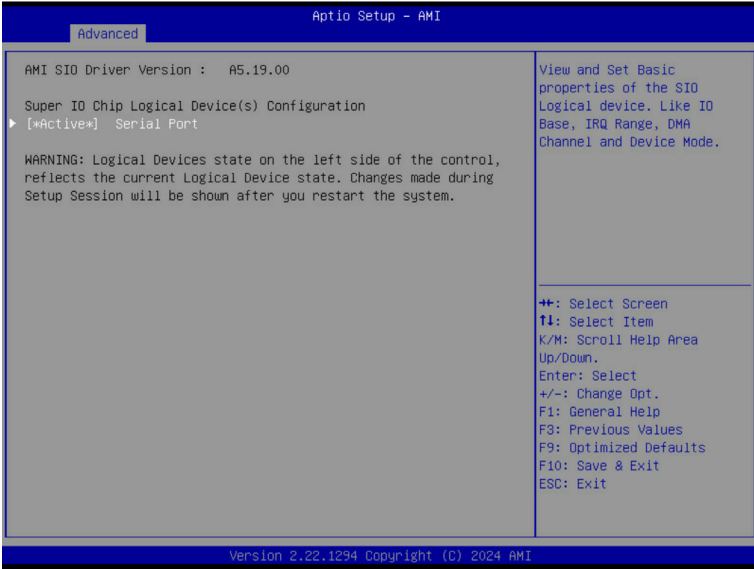 Aptio Setup – AMI
Advanced
AMI SIO Driver Version : A5.19.00
Super IO Chip Logical Device(s) Configuration
[*Active*] Serial Port
WARNING: Logical Devices state on the left side of the control,
reflects the current Logical Device state. Changes made during
Setup Session will be shown after you restart the system.
View and Set Basic
properties of the SIO
Logical device. Like IO
Base, IRQ Range, DMA
Channel and Device Mode.
→←: Select Screen
↑↓: Select Item
K/M: Scroll Help Area
Up/Down.
Enter: Select
+/-: Change Opt.
F1: General Help
F3: Previous Values
F9: Optimized Defaults
F10: Save & Exit
ESC: Exit
Version 2.22.1294 Copyright (C) 2024 AMI